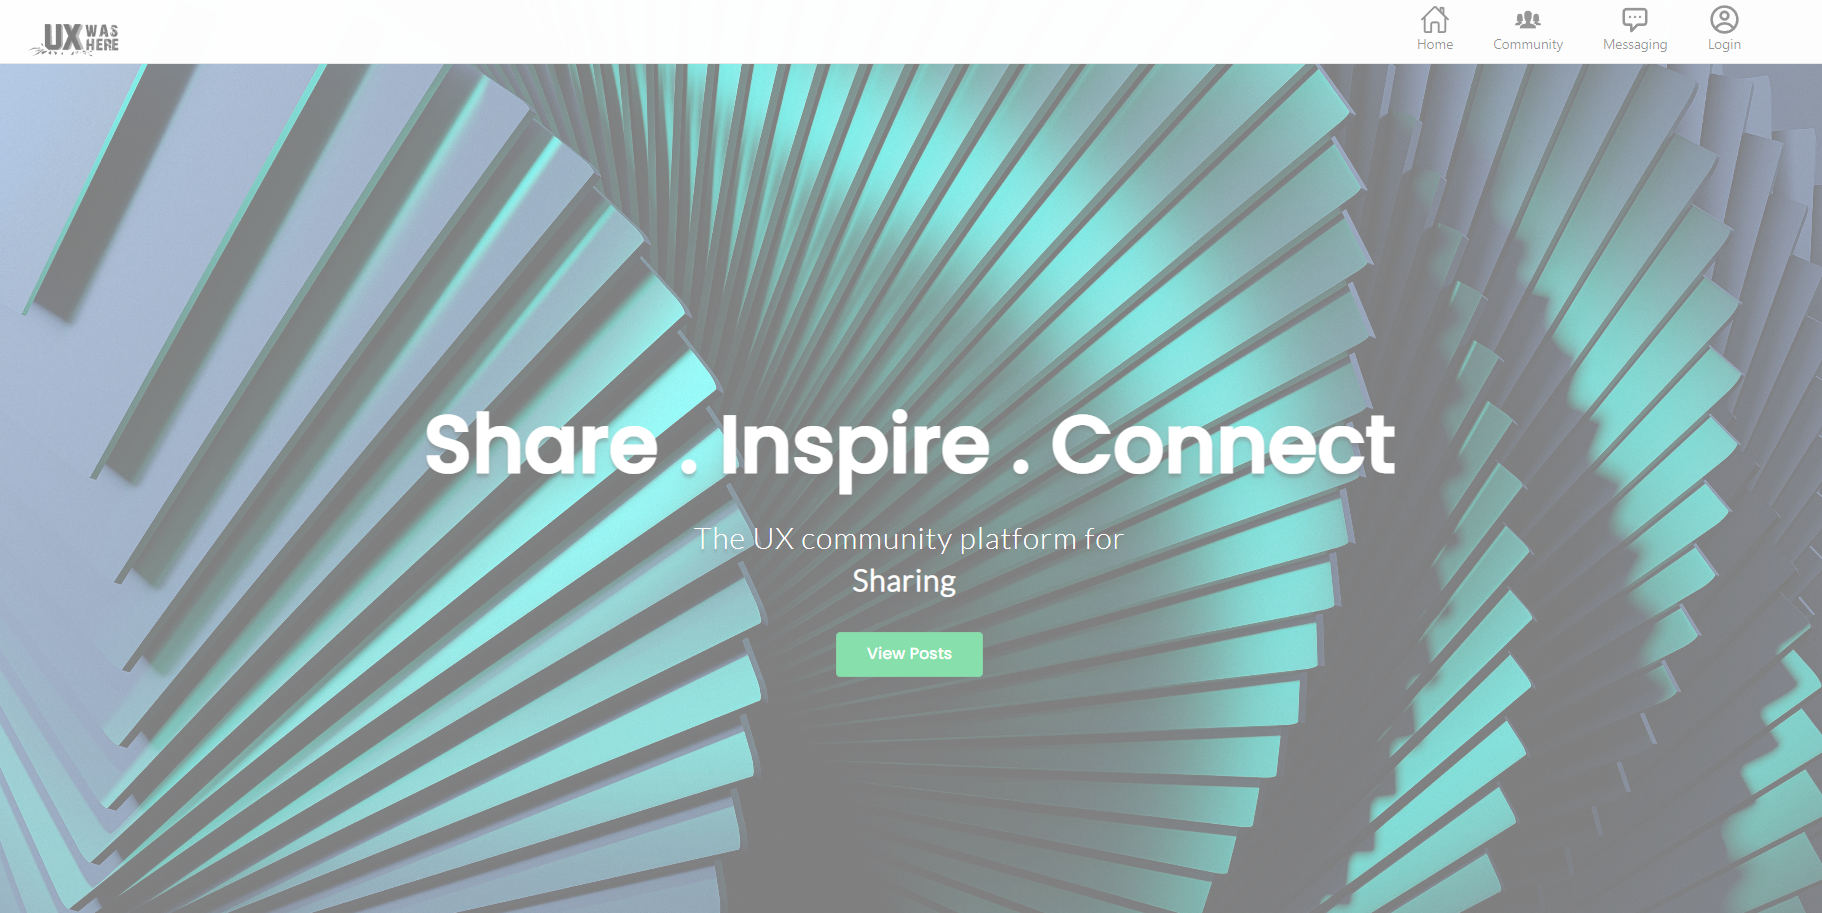 UX WAS HERE
Home
Community
Messaging
Login
Share . Inspire . Connect
The UX community platform for
Sharing
View Posts